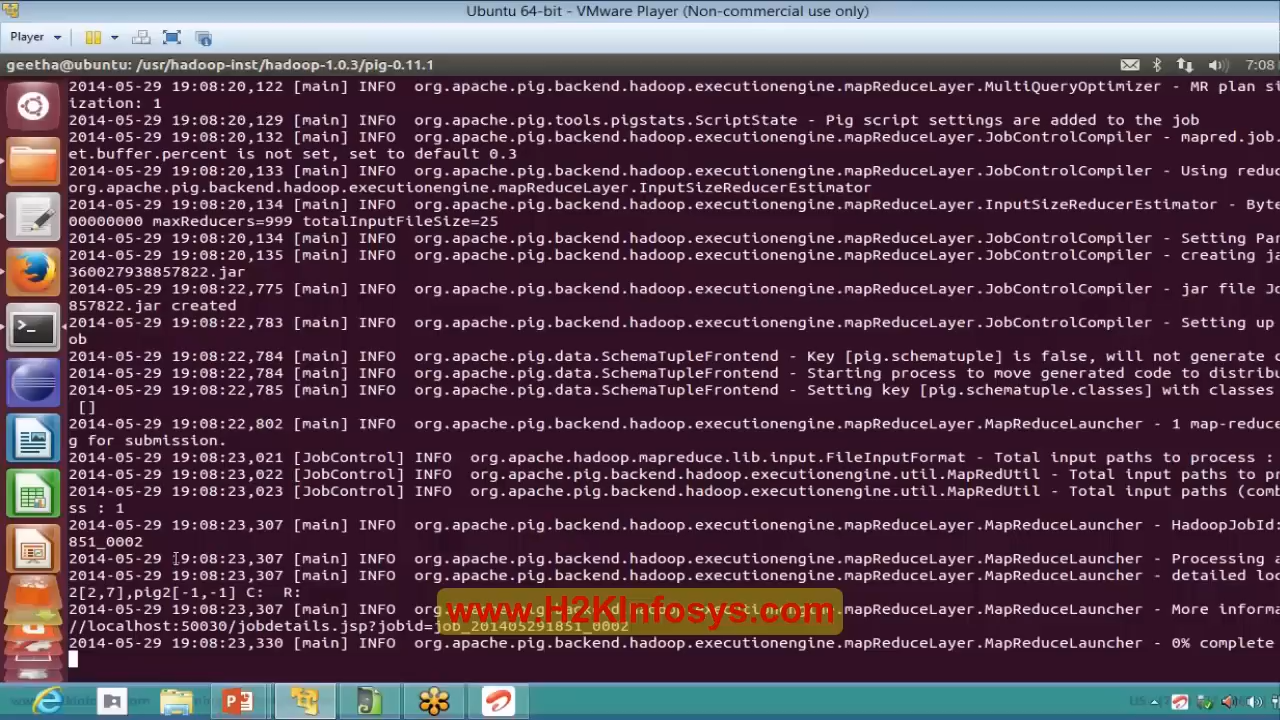 Ubuntu 64-bit - VMware Player (Non-commercial use only)
Player
geetha@ubuntu: /usr/hadoop-inst/hadoop-1.0.3/pig-0.11.1
7:08
2014-05-29 19:08:20,122 [main] INFO  org.apache.pig.backend.hadoop.executionengine.mapReduceLayer.MultiQueryOptimizer - MR plan si
ization: 1
2014-05-29 19:08:20,129 [main] INFO  org.apache.pig.tools.pigstats.ScriptState - Pig script settings are added to the job
2014-05-29 19:08:20,132 [main] INFO  org.apache.pig.backend.hadoop.executionengine.mapReduceLayer.JobControlCompiler - mapred.job.
et.buffer.percent is not set, set to default 0.3
2014-05-29 19:08:20,133 [main] INFO  org.apache.pig.backend.hadoop.executionengine.mapReduceLayer.JobControlCompiler - Using reduc
org.apache.pig.backend.hadoop.executionengine.mapReduceLayer.InputSizeReducerEstimator
2014-05-29 19:08:20,134 [main] INFO  org.apache.pig.backend.hadoop.executionengine.mapReduceLayer.InputSizeReducerEstimator - Byte
00000000 maxReducers=999 totalInputFileSize=25
2014-05-29 19:08:20,134 [main] INFO  org.apache.pig.backend.hadoop.executionengine.mapReduceLayer.JobControlCompiler - Setting Par
2014-05-29 19:08:20,135 [main] INFO  org.apache.pig.backend.hadoop.executionengine.mapReduceLayer.JobControlCompiler - creating ja
360027938857822.jar
2014-05-29 19:08:22,775 [main] INFO  org.apache.pig.backend.hadoop.executionengine.mapReduceLayer.JobControlCompiler - jar file Jo
857822.jar created
2014-05-29 19:08:22,783 [main] INFO  org.apache.pig.backend.hadoop.executionengine.mapReduceLayer.JobControlCompiler - Setting up
ob
2014-05-29 19:08:22,784 [main] INFO  org.apache.pig.data.SchemaTupleFrontend - Key [pig.schematuple] is false, will not generate c
2014-05-29 19:08:22,784 [main] INFO  org.apache.pig.data.SchemaTupleFrontend - Starting process to move generated code to distribu
2014-05-29 19:08:22,785 [main] INFO  org.apache.pig.data.SchemaTupleFrontend - Setting key [pig.schematuple.classes] with classes
[]
2014-05-29 19:08:22,802 [main] INFO  org.apache.pig.backend.hadoop.executionengine.mapReduceLayer.MapReduceLauncher - 1 map-reduce
g for submission.
2014-05-29 19:08:23,021 [JobControl] INFO  org.apache.hadoop.mapreduce.lib.input.FileInputFormat - Total input paths to process :
2014-05-29 19:08:23,022 [JobControl] INFO  org.apache.pig.backend.hadoop.executionengine.util.MapRedUtil - Total input paths to pr
2014-05-29 19:08:23,023 [JobControl] INFO  org.apache.pig.backend.hadoop.executionengine.util.MapRedUtil - Total input paths (comb
ss : 1
2014-05-29 19:08:23,307 [main] INFO  org.apache.pig.backend.hadoop.executionengine.mapReduceLayer.MapReduceLauncher - HadoopJobId:
851_0002
2014-05-29 19:08:23,307 [main] INFO  org.apache.pig.backend.hadoop.executionengine.mapReduceLayer.MapReduceLauncher - Processing a
2014-05-29 19:08:23,307 [main] INFO  org.apache.pig.backend.hadoop.executionengine.mapReduceLayer.MapReduceLauncher - detailed loc
2[2,7],pig2[-1,-1] C:  R:
2014-05-29 19:08:23,307 [main] INFO  org.apache.pig.backend.hadoop.executionengine.mapReduceLayer.MapReduceLauncher - More informa
www.H2KInfosys.com
//localhost:50030/jobdetails.jsp?jobid=job_201405291851_0002
2014-05-29 19:08:23,330 [main] INFO  org.apache.pig.backend.hadoop.executionengine.mapReduceLayer.MapReduceLauncher - 0% complete